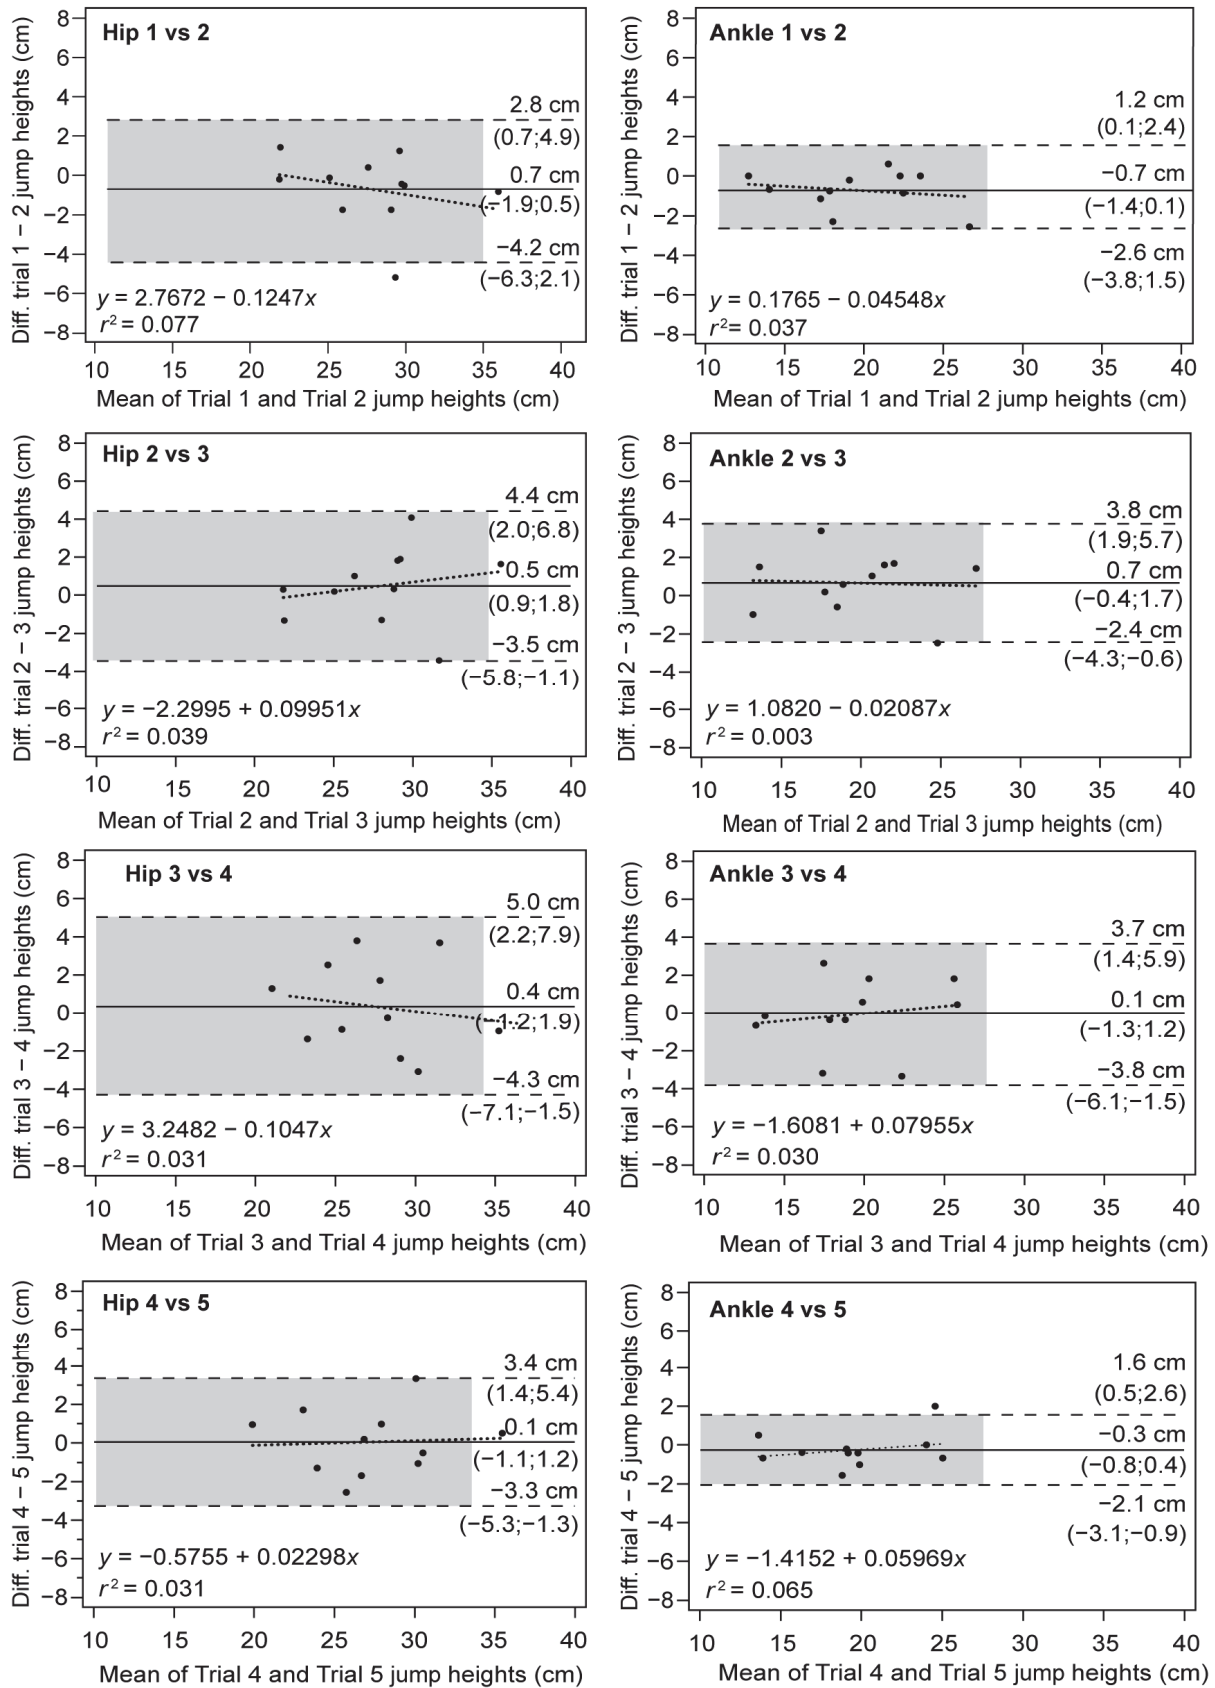 Hip 1 vs 2
Diff. trial 1 − 2 jump heights (cm)
8
6
4
2
0
−2
−4
−6
−8
2.8 cm
(0.7;4.9)
0.7 cm
(−1.9;0.5)
−4.2 cm
(−6.3;2.1)
y = 2.7672 − 0.1247x
r² = 0.077
10 15 20 25 30 35 40
Mean of Trial 1 and Trial 2 jump heights (cm)
Ankle 1 vs 2
Diff. trial 1 − 2 jump heights (cm)
8
6
4
2
0
−2
−4
−6
−8
1.2 cm
(0.1;2.4)
−0.7 cm
(−1.4;0.1)
−2.6 cm
(−3.8;1.5)
y = 0.1765 − 0.04548x
r² = 0.037
10 15 20 25 30 35 40
Mean of Trial 1 and Trial 2 jump heights (cm)
Hip 2 vs 3
Diff. trial 2 − 3 jump heights (cm)
8
6
4
2
0
−2
−4
−6
−8
4.4 cm
(2.0;6.8)
0.5 cm
(0.9;1.8)
−3.5 cm
(−5.8;−1.1)
y = −2.2995 + 0.09951x
r² = 0.039
10 15 20 25 30 35 40
Mean of Trial 2 and Trial 3 jump heights (cm)
Ankle 2 vs 3
Diff. trial 2 − 3 jump heights (cm)
8
6
4
2
0
−2
−4
−6
−8
3.8 cm
(1.9;5.7)
0.7 cm
(−0.4;1.7)
−2.4 cm
(−4.3;−0.6)
y = 1.0820 − 0.02087x
r² = 0.003
10 15 20 25 30 35 40
Mean of Trial 2 and Trial 3 jump heights (cm)
Hip 3 vs 4
Diff. trial 3 − 4 jump heights (cm)
8
6
4
2
0
−2
−4
−6
−8
5.0 cm
(2.2;7.9)
0.4 cm
(−1.2;1.9)
−4.3 cm
(−7.1;−1.5)
y = 3.2482 − 0.1047x
r² = 0.031
10 15 20 25 30 35 40
Mean of Trial 3 and Trial 4 jump heights (cm)
Ankle 3 vs 4
Diff. trial 3 − 4 jump heights (cm)
8
6
4
2
0
−2
−4
−6
−8
3.7 cm
(1.4;5.9)
0.1 cm
(−1.3;1.2)
−3.8 cm
(−6.1;−1.5)
y = −1.6081 + 0.07955x
r² = 0.030
10 15 20 25 30 35 40
Mean of Trial 3 and Trial 4 jump heights (cm)
Hip 4 vs 5
Diff. trial 4 − 5 jump heights (cm)
8
6
4
2
0
−2
−4
−6
−8
3.4 cm
(1.4;5.4)
0.1 cm
(−1.1;1.2)
−3.3 cm
(−5.3;−1.3)
y = −0.5755 + 0.02298x
r² = 0.031
10 15 20 25 30 35 40
Mean of Trial 4 and Trial 5 jump heights (cm)
Ankle 4 vs 5
Diff. trial 4 − 5 jump heights (cm)
8
6
4
2
0
−2
−4
−6
−8
1.6 cm
(0.5;2.6)
−0.3 cm
(−0.8;0.4)
−2.1 cm
(−3.1;−0.9)
y = −1.4152 + 0.05969x
r² = 0.065
10 15 20 25 30 35 40
Mean of Trial 4 and Trial 5 jump heights (cm)